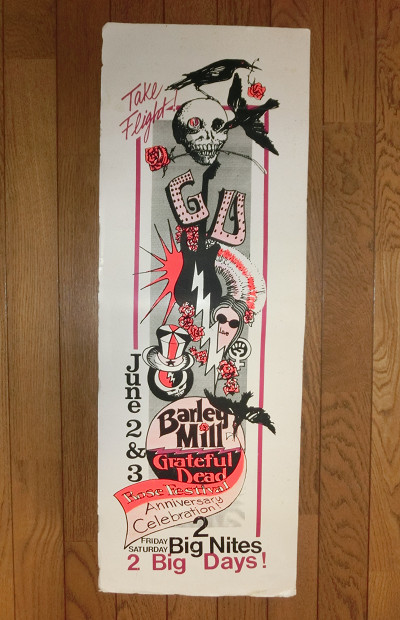 Take
Flight!
G
D
June 2 & 3
Barley
Mill
Grateful
Dead
Rose Festival
Anniversary
Celebration!
2
FRIDAY
SATURDAY Big Nites
2 Big Days!